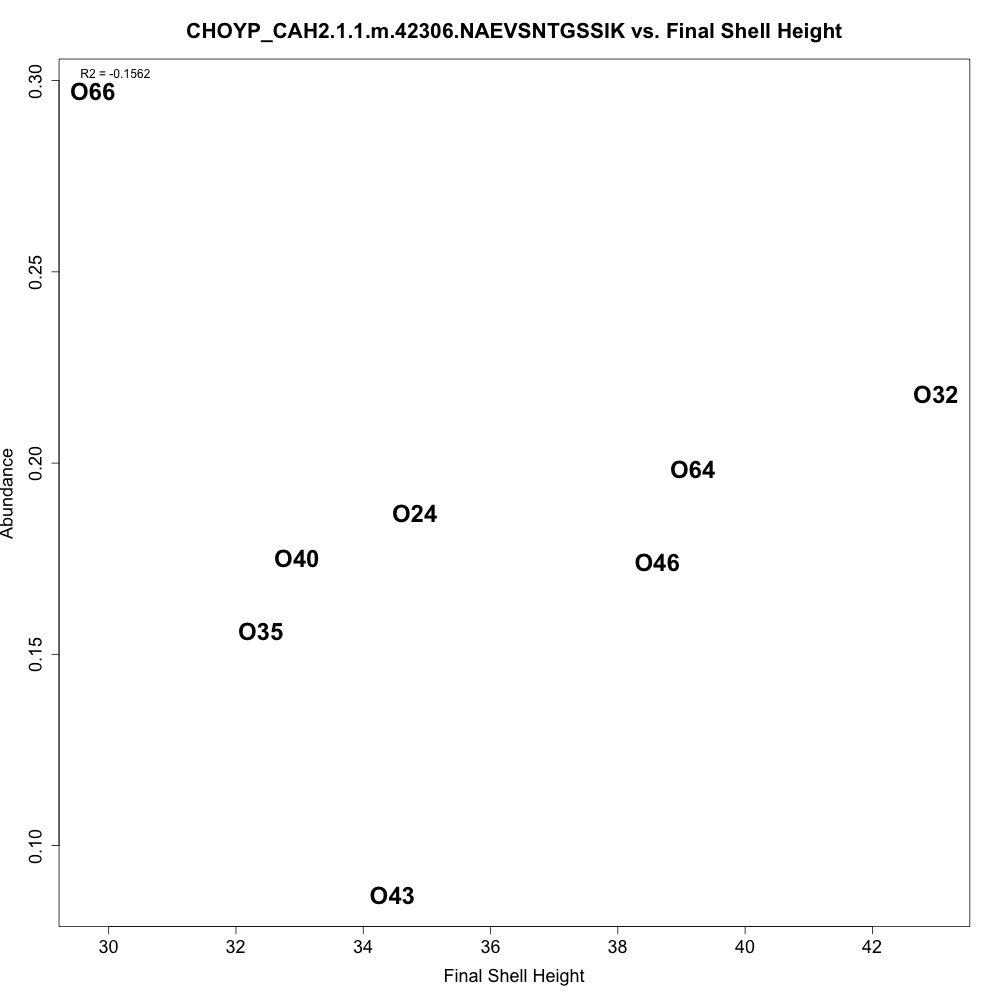 CHOYP_CAH2.1.1.m.42306.NAEVSNTGSSIK vs. Final Shell Height
R2 = -0.1562
O66
O32
O64
O24
O40
O46
O35
O43
0.30
0.25
0.20
0.15
0.10
Abundance
30 32 34 36 38 40 42
Final Shell Height